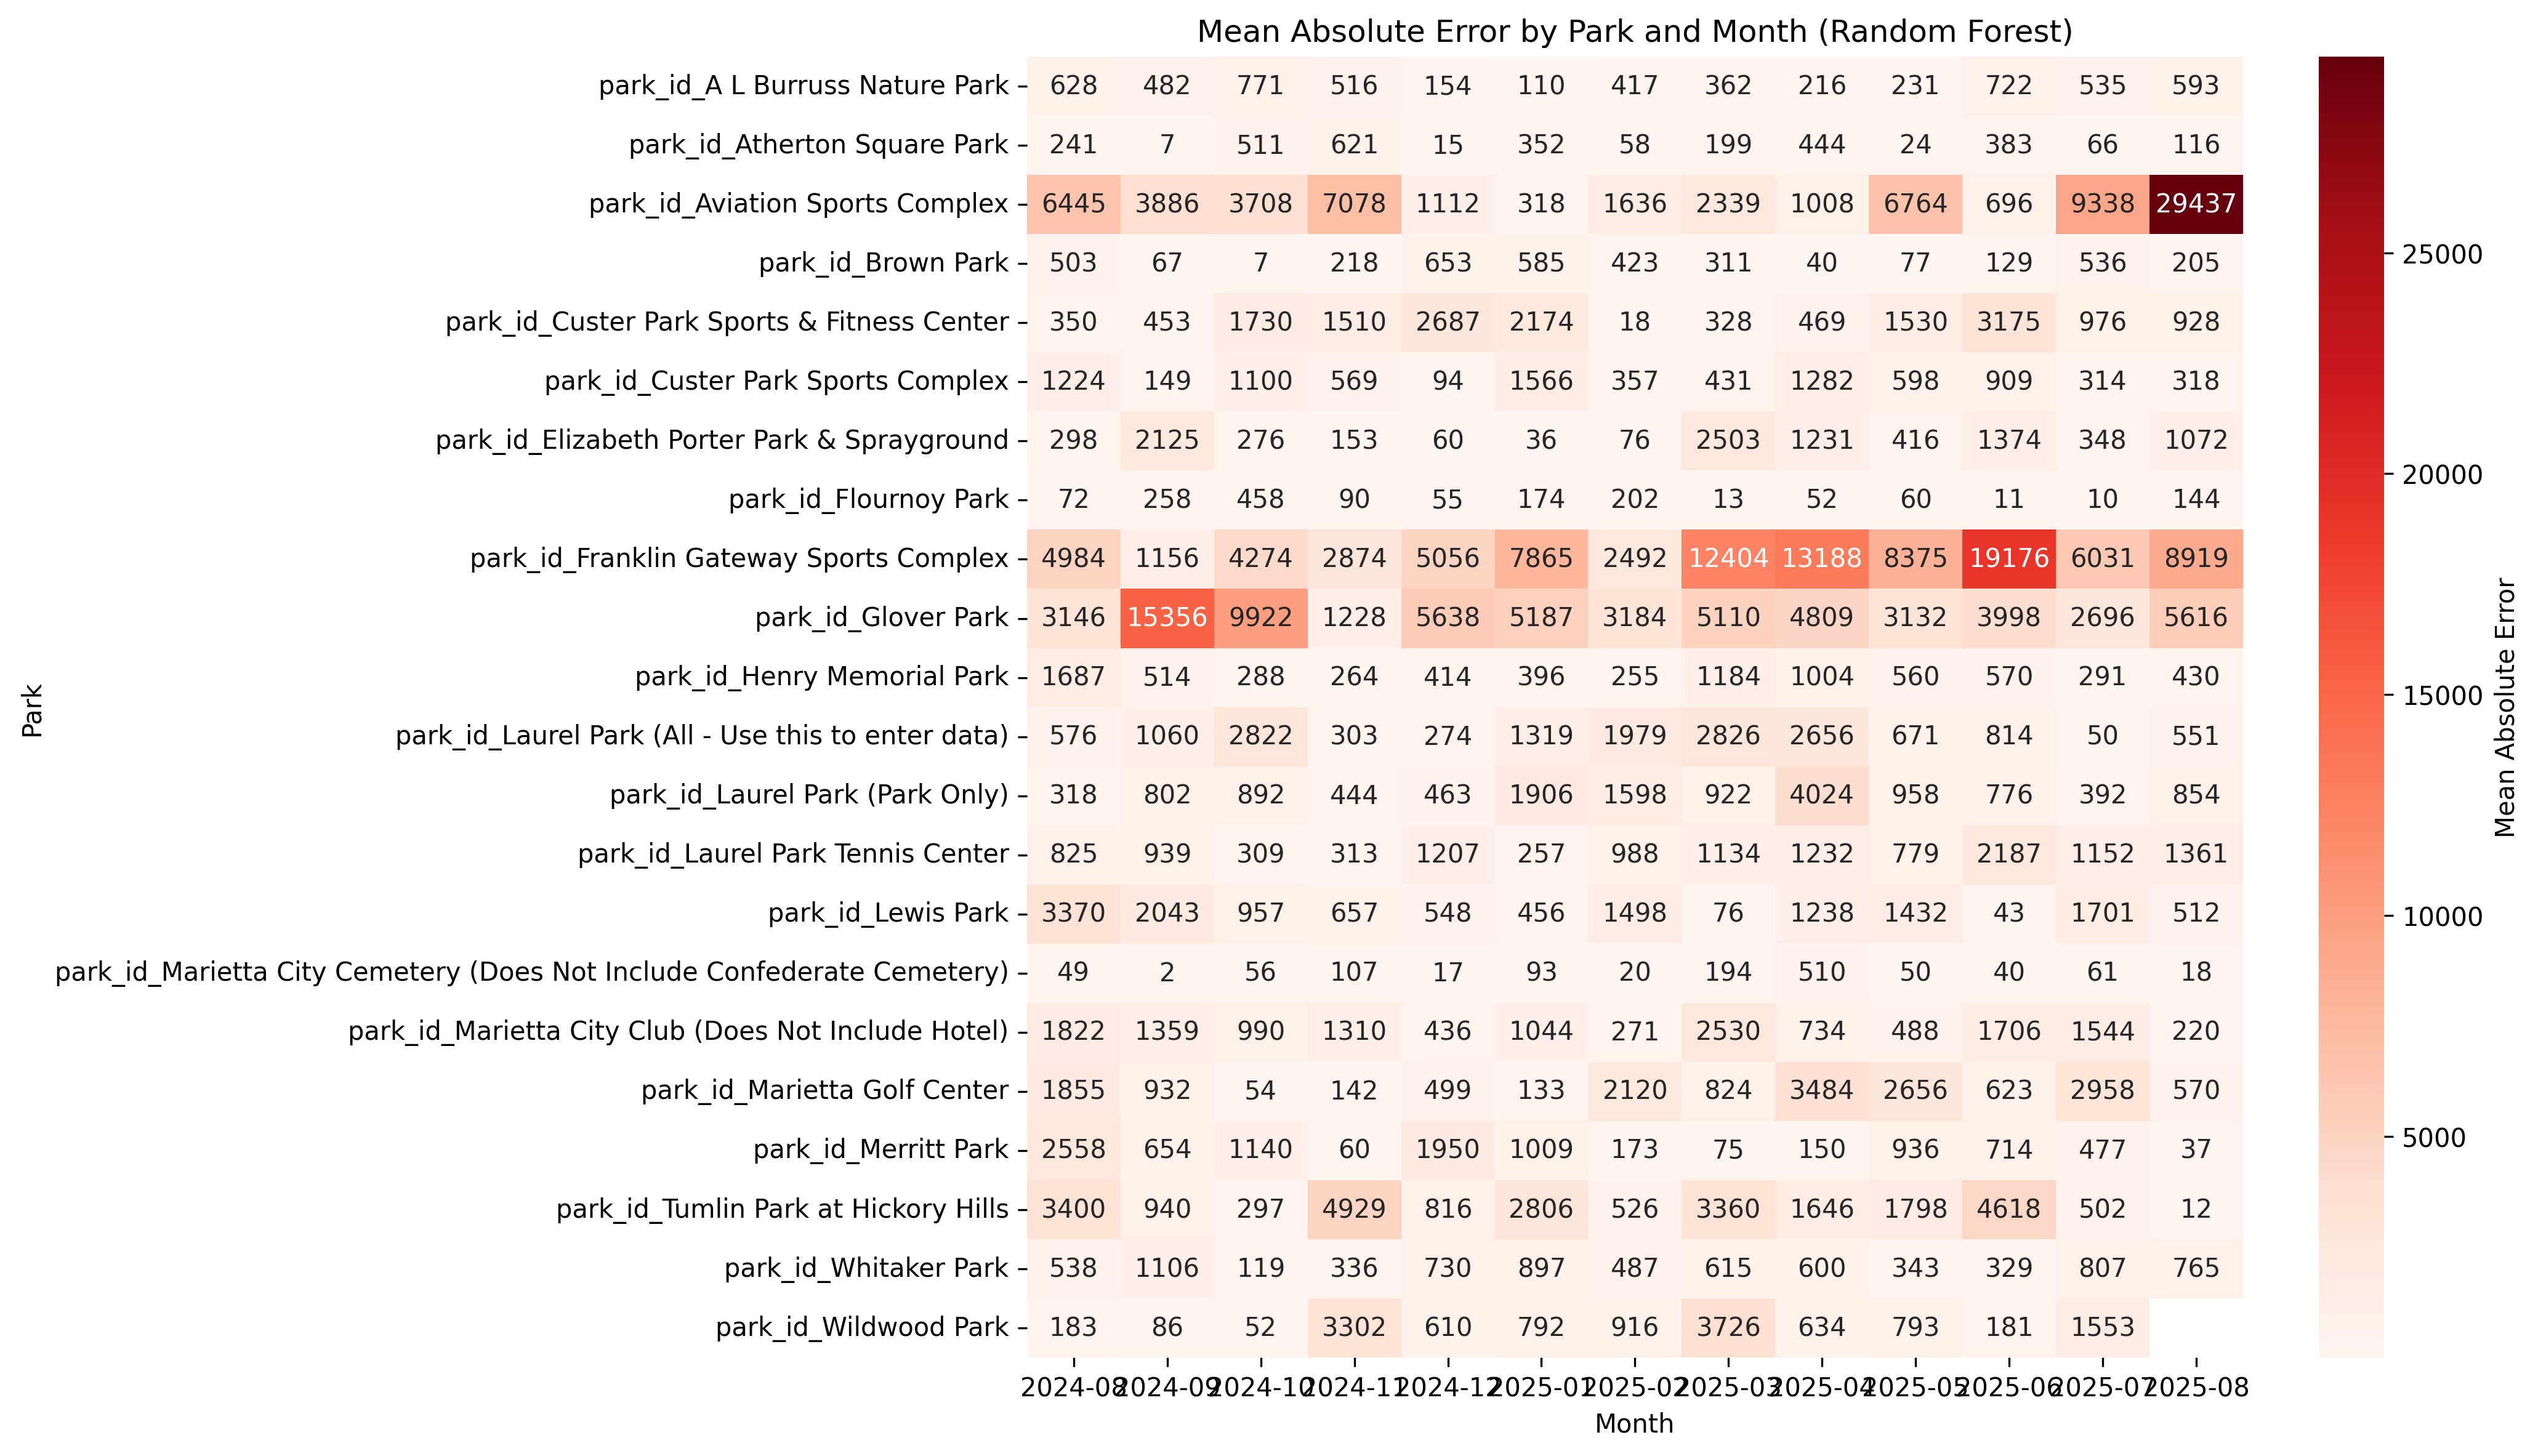 Mean Absolute Error by Park and Month (Random Forest)
park_id_A L Burruss Nature Park 628 482 771 516 154 110 417 362 216 231 722 535 593
park_id_Atherton Square Park 241 7 511 621 15 352 58 199 444 24 383 66 116
park_id_Aviation Sports Complex 6445 3886 3708 7078 1112 318 1636 2339 1008 6764 696 9338 29437
park_id_Brown Park 503 67 7 218 653 585 423 311 40 77 129 536 205
park_id_Custer Park Sports & Fitness Center 350 453 1730 1510 2687 2174 18 328 469 1530 3175 976 928
park_id_Custer Park Sports Complex 1224 149 1100 569 94 1566 357 431 1282 598 909 314 318
park_id_Elizabeth Porter Park & Sprayground 298 2125 276 153 60 36 76 2503 1231 416 1374 348 1072
park_id_Flournoy Park 72 258 458 90 55 174 202 13 52 60 11 10 144
park_id_Franklin Gateway Sports Complex 4984 1156 4274 2874 5056 7865 2492 12404 13188 8375 19176 6031 8919
park_id_Glover Park 3146 15356 9922 1228 5638 5187 3184 5110 4809 3132 3998 2696 5616
park_id_Henry Memorial Park 1687 514 288 264 414 396 255 1184 1004 560 570 291 430
park_id_Laurel Park (All - Use this to enter data) 576 1060 2822 303 274 1319 1979 2826 2656 671 814 50 551
park_id_Laurel Park (Park Only) 318 802 892 444 463 1906 1598 922 4024 958 776 392 854
park_id_Laurel Park Tennis Center 825 939 309 313 1207 257 988 1134 1232 779 2187 1152 1361
park_id_Lewis Park 3370 2043 957 657 548 456 1498 76 1238 1432 43 1701 512
park_id_Marietta City Cemetery (Does Not Include Confederate Cemetery) 49 2 56 107 17 93 20 194 510 50 40 61 18
park_id_Marietta City Club (Does Not Include Hotel) 1822 1359 990 1310 436 1044 271 2530 734 488 1706 1544 220
park_id_Marietta Golf Center 1855 932 54 142 499 133 2120 824 3484 2656 623 2958 570
park_id_Merritt Park 2558 654 1140 60 1950 1009 173 75 150 936 714 477 37
park_id_Tumlin Park at Hickory Hills 3400 940 297 4929 816 2806 526 3360 1646 1798 4618 502 12
park_id_Whitaker Park 538 1106 119 336 730 897 487 615 600 343 329 807 765
park_id_Wildwood Park 183 86 52 3302 610 792 916 3726 634 793 181 1553
2024-08 2024-09 2024-10 2024-11 2024-12 2025-01 2025-02 2025-03 2025-04 2025-05 2025-06 2025-07 2025-08
Month
Park
25000
20000
15000
10000
5000
Mean Absolute Error